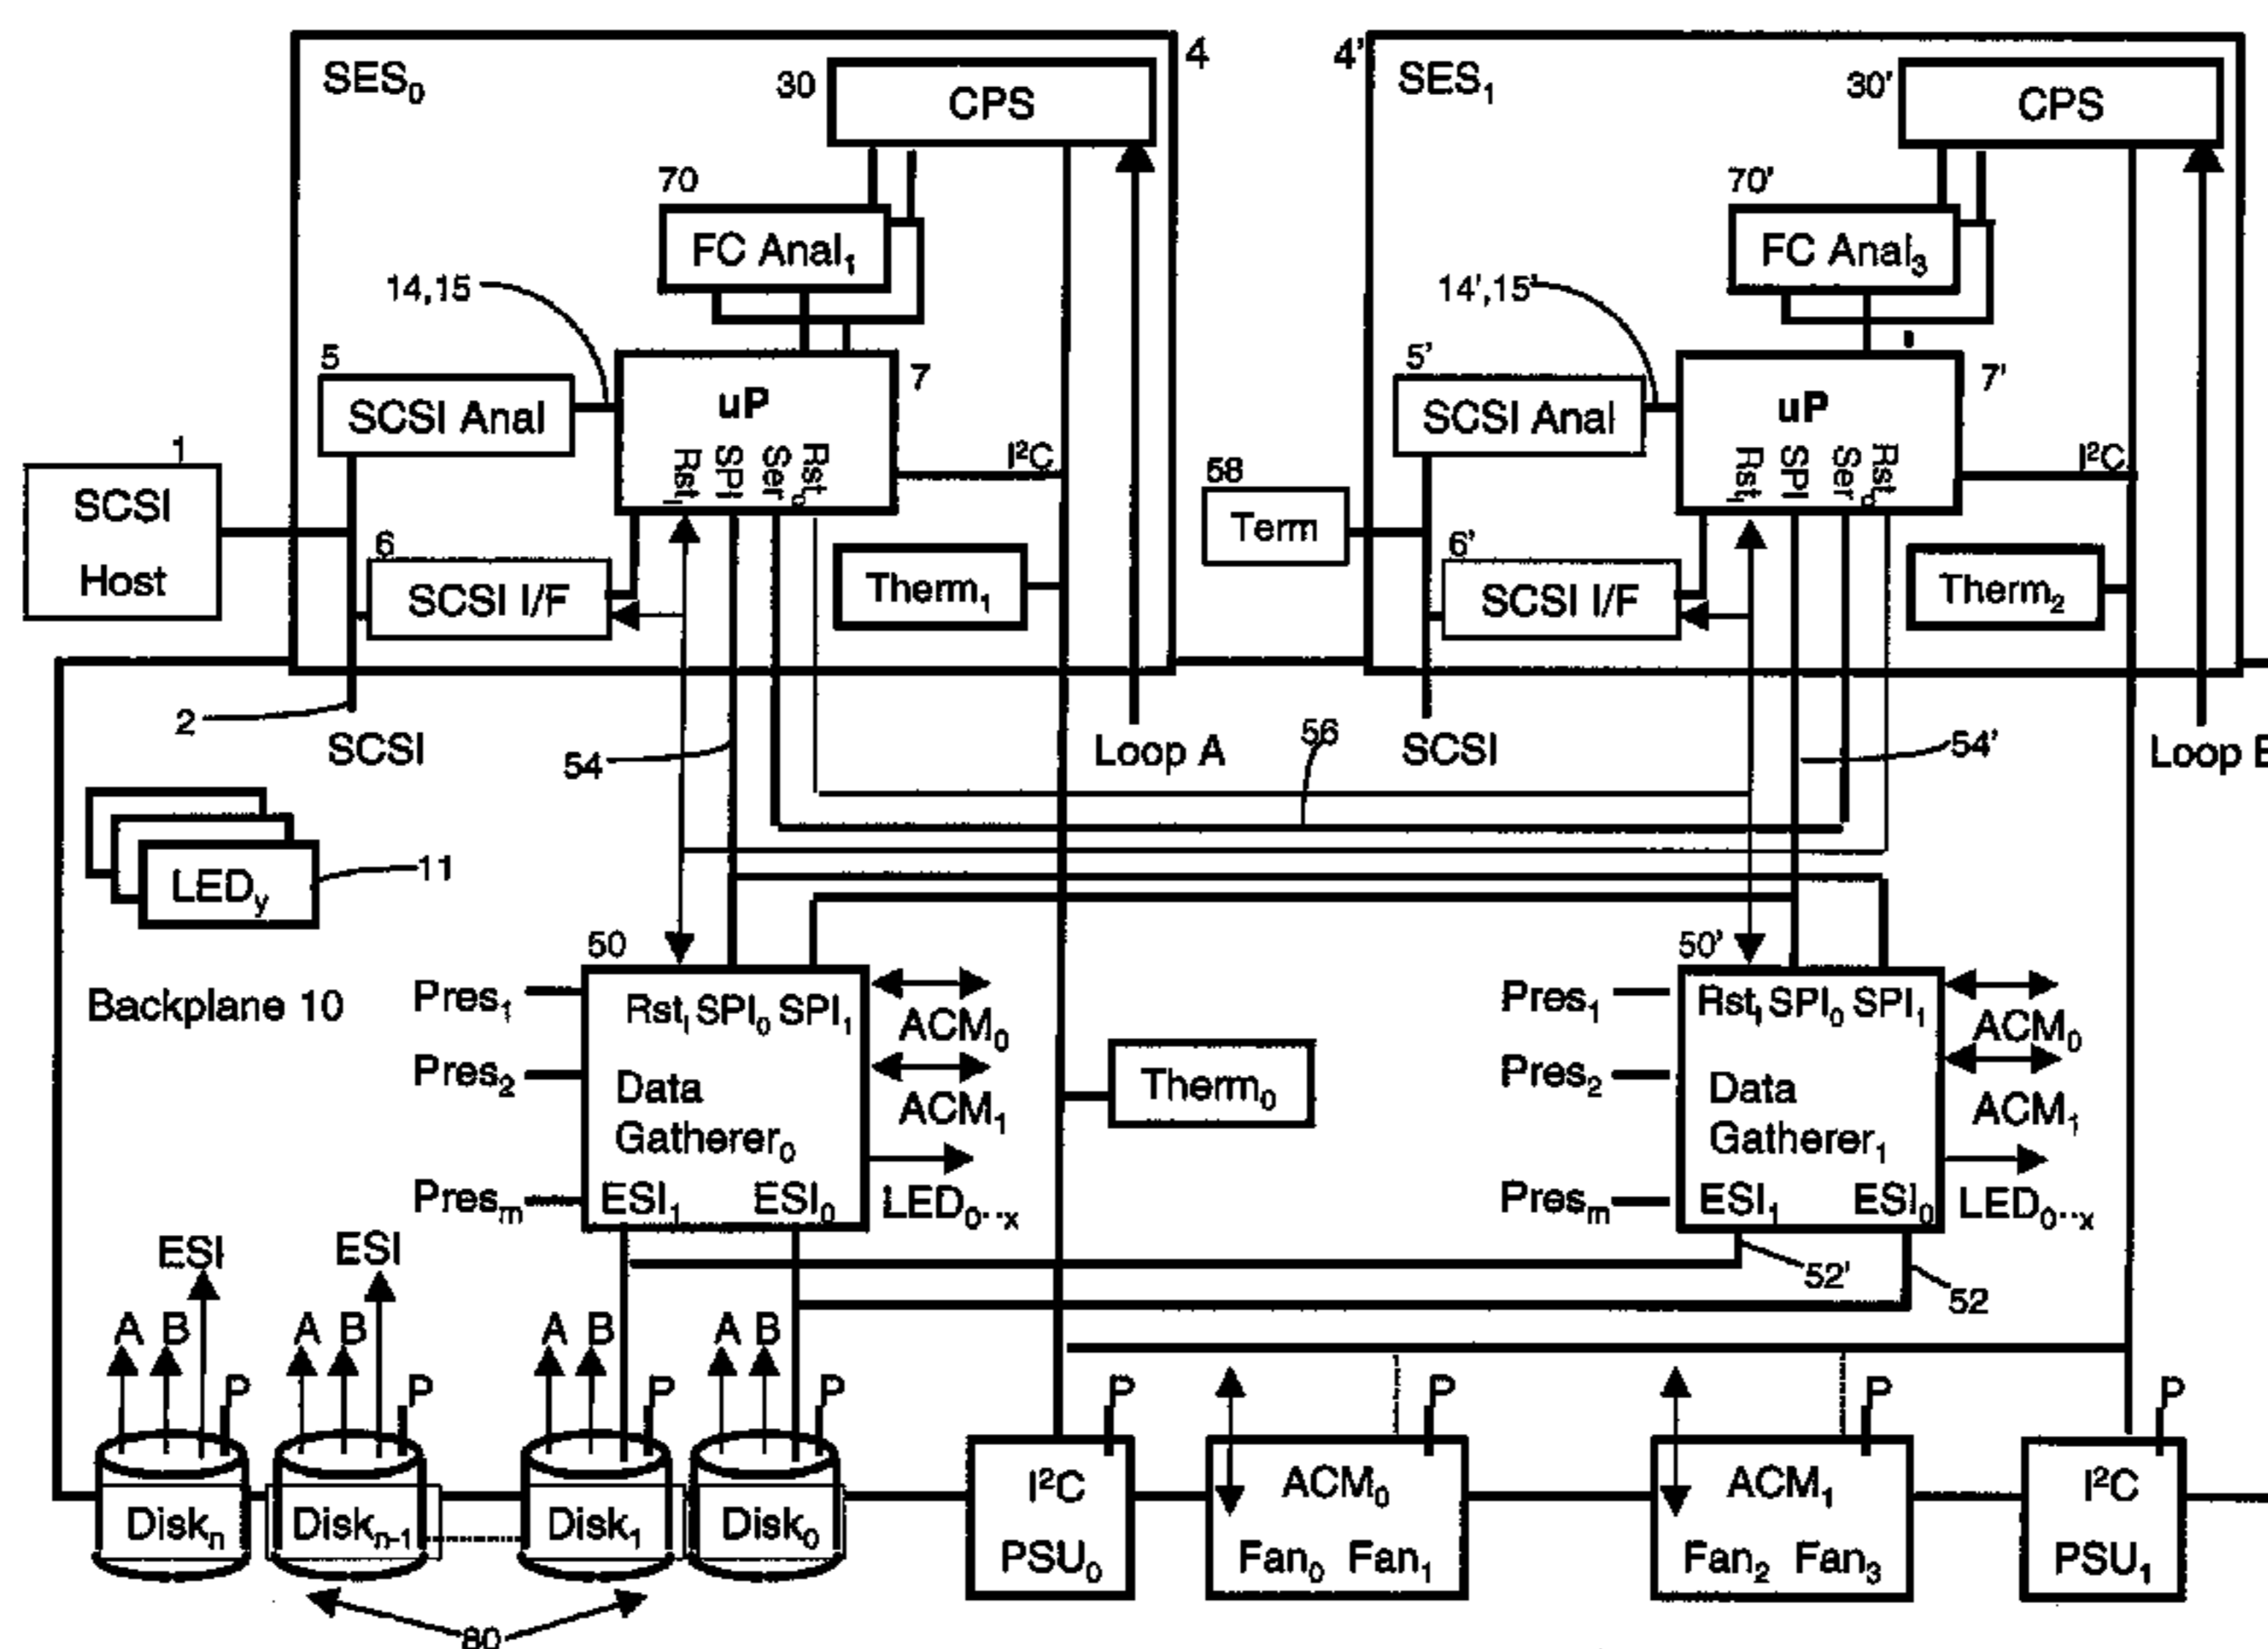 SES0
30
CPS
4
4'
SES1
30'
CPS
70
FC Anal1
70'
FC Anal3
14,15
14',15'
5
SCSI Anal
uP
7
Rsti
SPI
Ser
Rsto
I²C
5'
SCSI Anal
uP
7'
Rsti
SPI
Ser
Rsto
I²C
1
SCSI
Host
6
SCSI I/F
Therm1
58
Term
6'
SCSI I/F
Therm2
2
SCSI
54
Loop A
56
SCSI
54'
Loop
LEDy
11
Backplane 10
50
Pres1
Pres2
Presm
RstI SPI0 SPI1
Data
Gatherer0
ESI1 ESI0
ACM0
ACM1
LED0..x
Therm0
50'
Pres1
Pres2
Presm
RstI SPI0 SPI1
Data
Gatherer1
ESI1 ESI0
ACM0
ACM1
LED0..x
52'
52
ESI
ESI
A B
A B
A B
A B
P
P
P
P
P
P
P
P
Diskn
Diskn-1
Disk1
Disk0
I²C
PSU0
ACM0
Fan0 Fan1
ACM1
Fan2 Fan3
I²C
PSU1
80